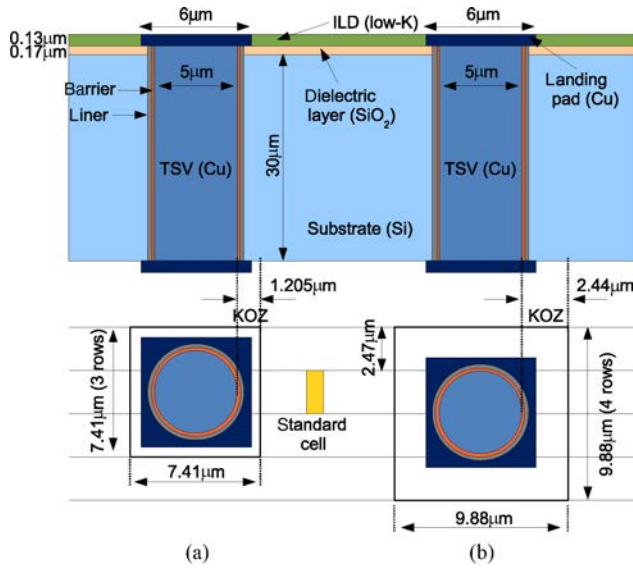 6μm
ILD (low-K)
6μm
0.13μm
0.17μm
5μm
Dielectric
layer (SiO₂)
5μm
Landing
pad (Cu)
Barrier
Liner
30μm
TSV (Cu)
TSV (Cu)
Substrate (Si)
1.205μm
2.44μm
KOZ
KOZ
7.41μm (3 rows)
2.47μm
Standard
cell
9.88μm (4 rows)
7.41μm
9.88μm
(a)
(b)